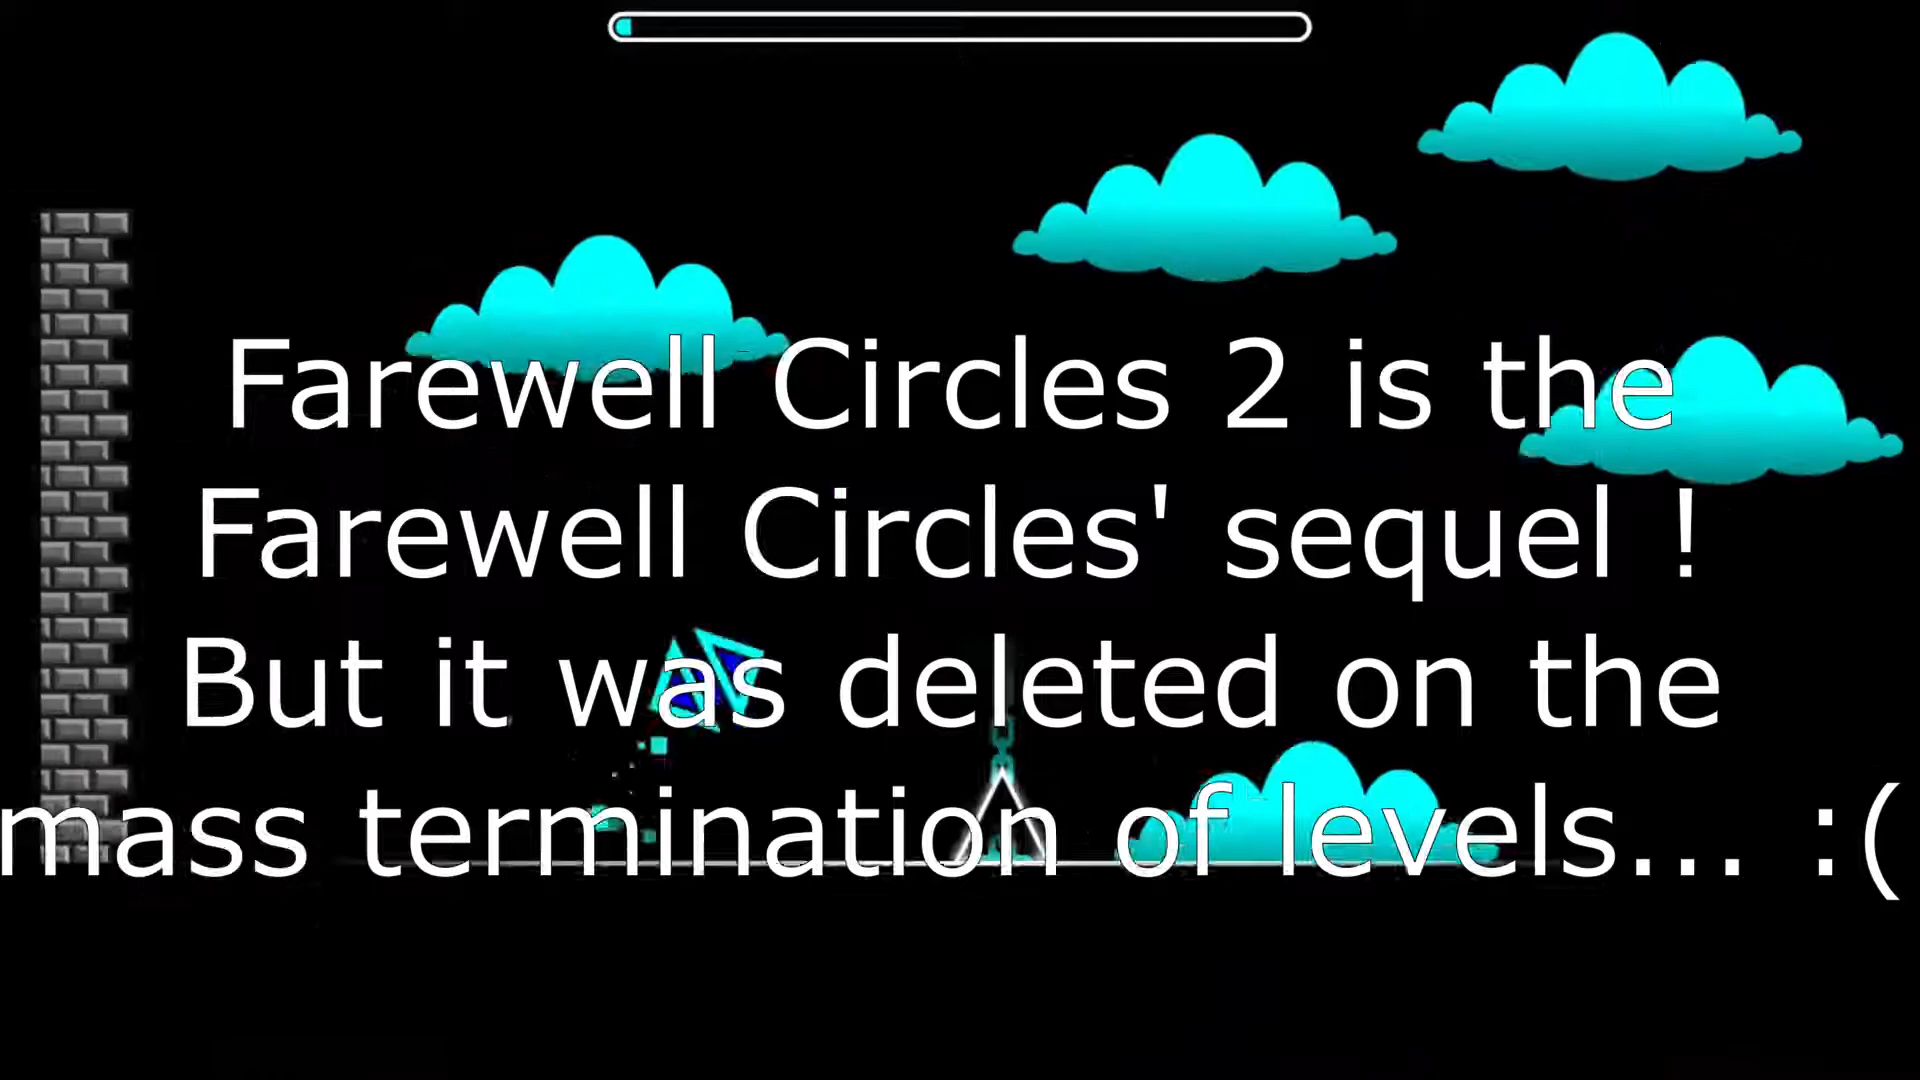 Farewell Circles 2 is the
Farewell Circles' sequel !
But it was deleted on the
mass termination of levels... :(